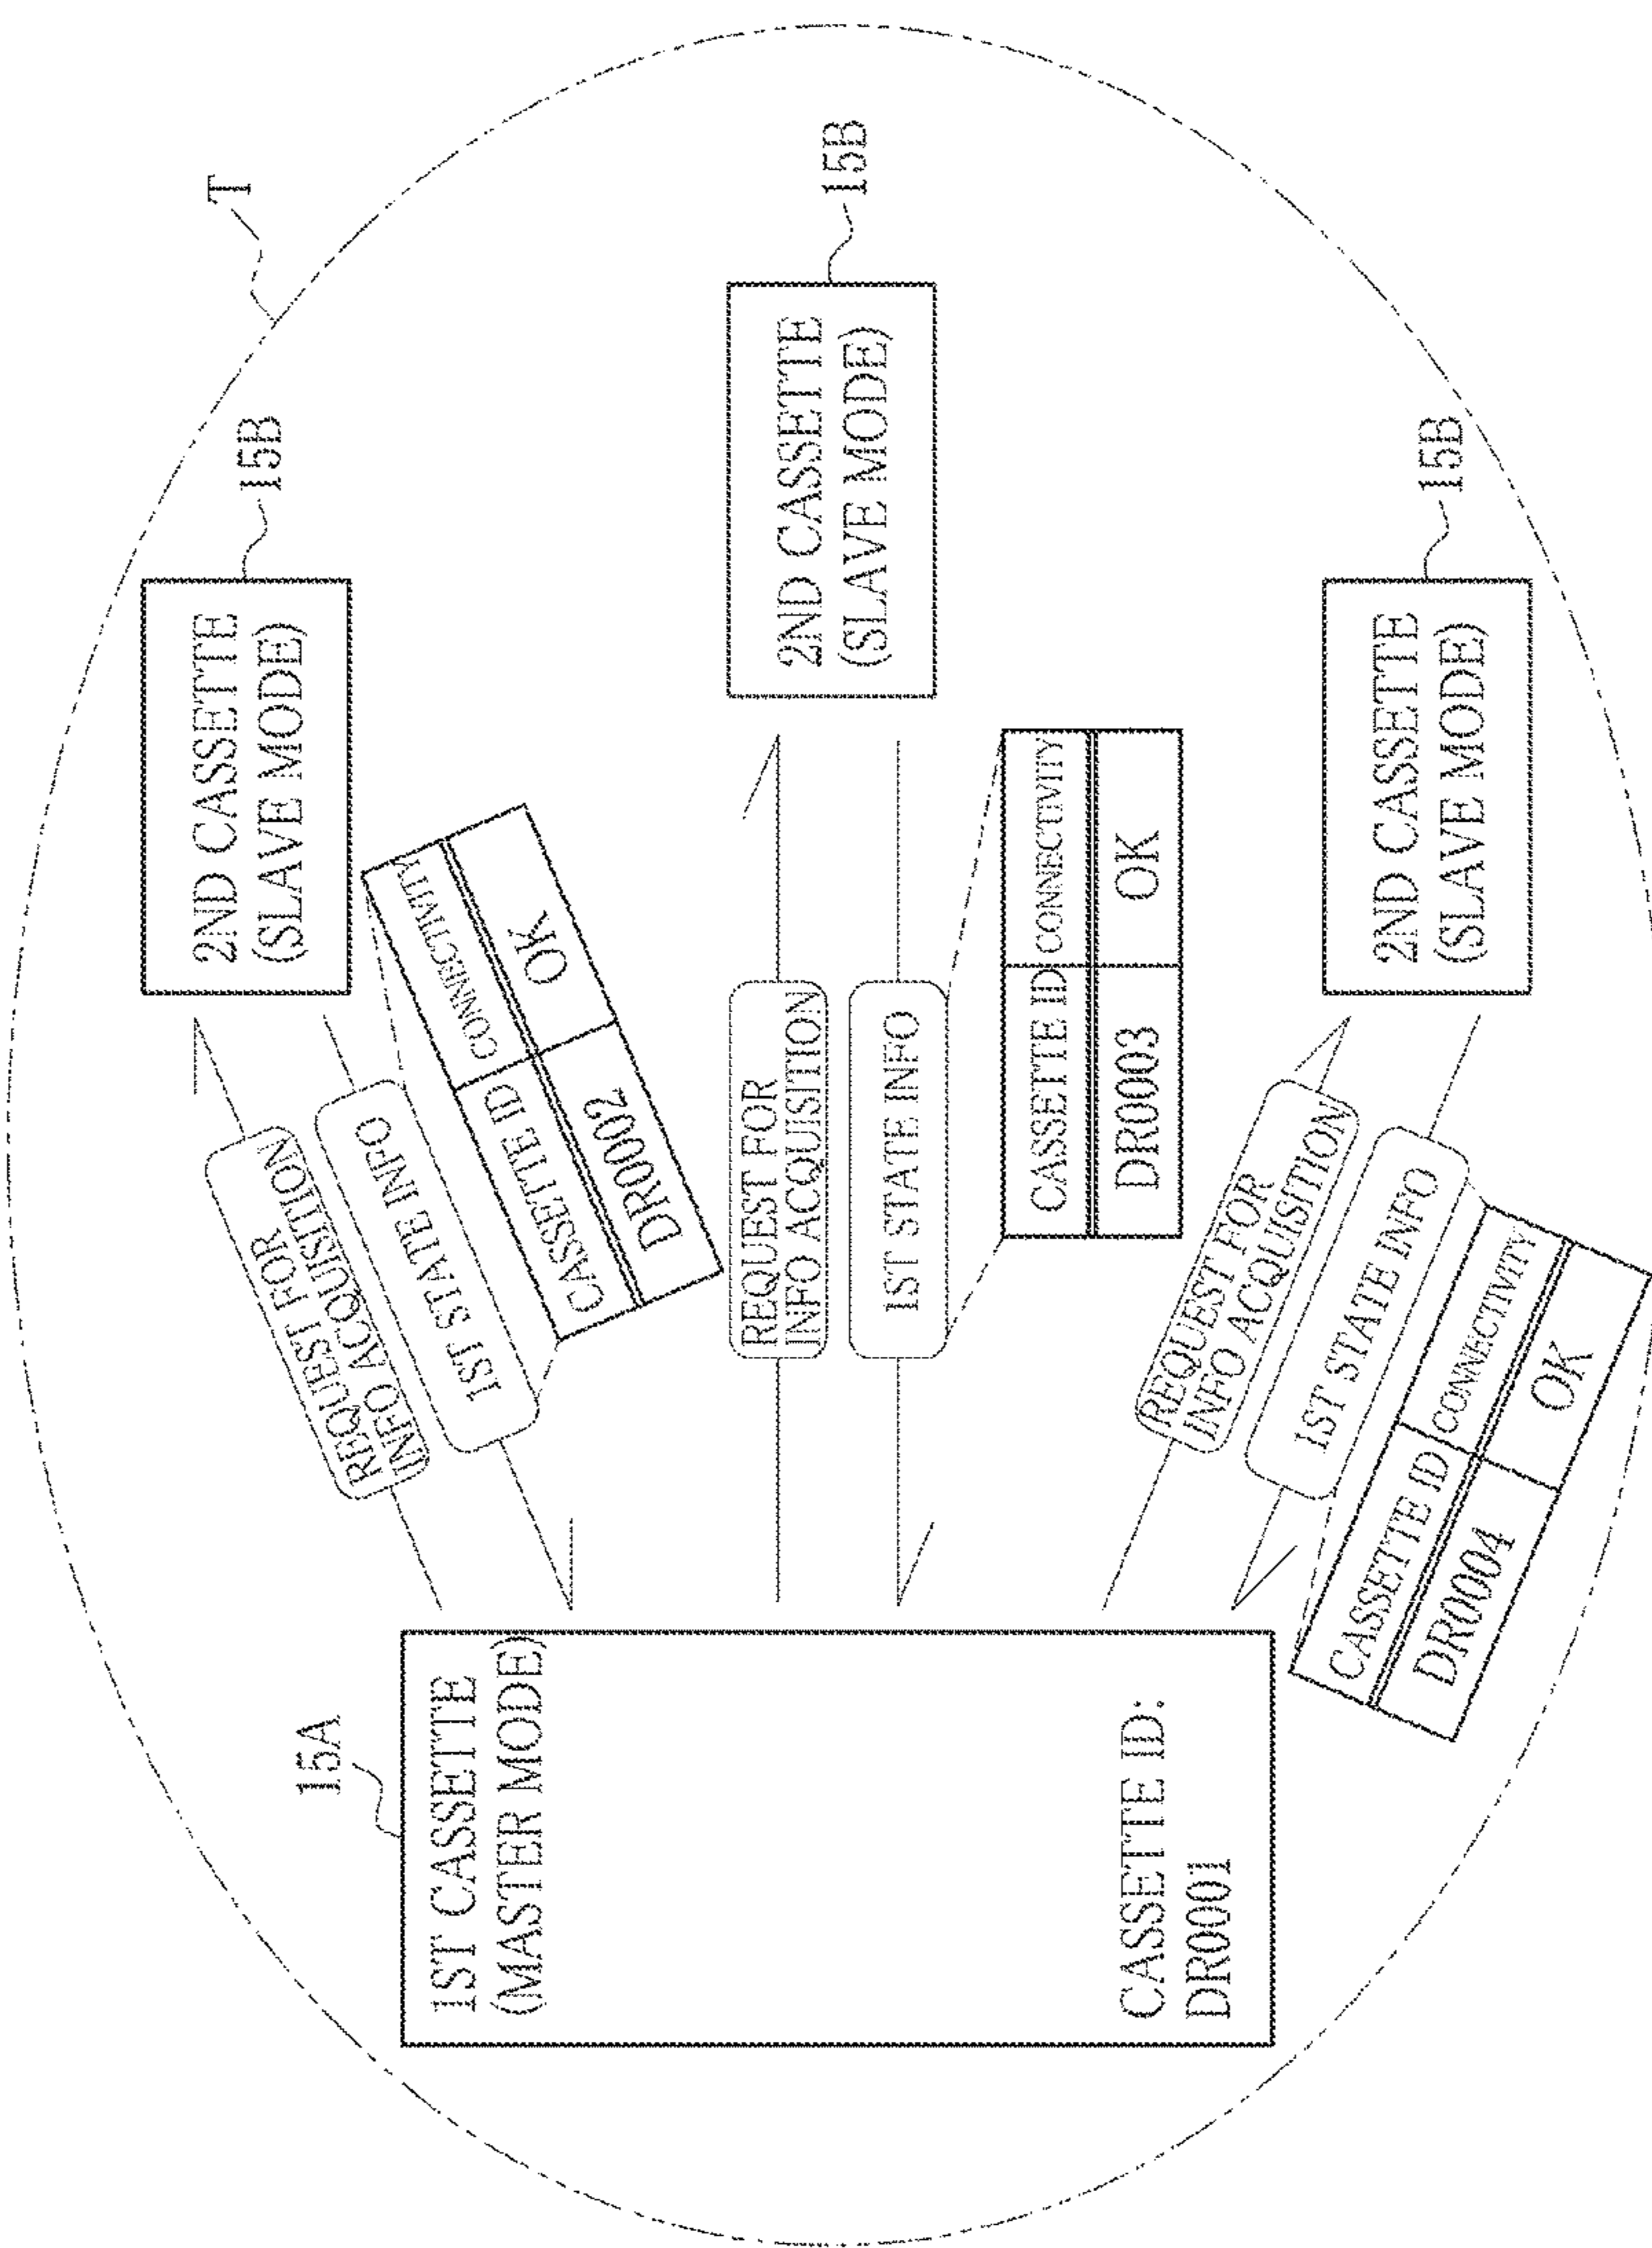 T
15A
1ST CASSETTE
(MASTER MODE)
CASSETTE ID:
DR0001
REQUEST FOR
INFO ACQUISITION
1ST STATE INFO
CASSETTE ID CONNECTIVITY
DR0002 OK
2ND CASSETTE
(SLAVE MODE)
15B
REQUEST FOR
INFO ACQUISITION
1ST STATE INFO
CASSETTE ID CONNECTIVITY
DR0003 OK
2ND CASSETTE
(SLAVE MODE)
15B
REQUEST FOR
INFO ACQUISITION
1ST STATE INFO
CASSETTE ID CONNECTIVITY
DR0004 OK
2ND CASSETTE
(SLAVE MODE)
15B